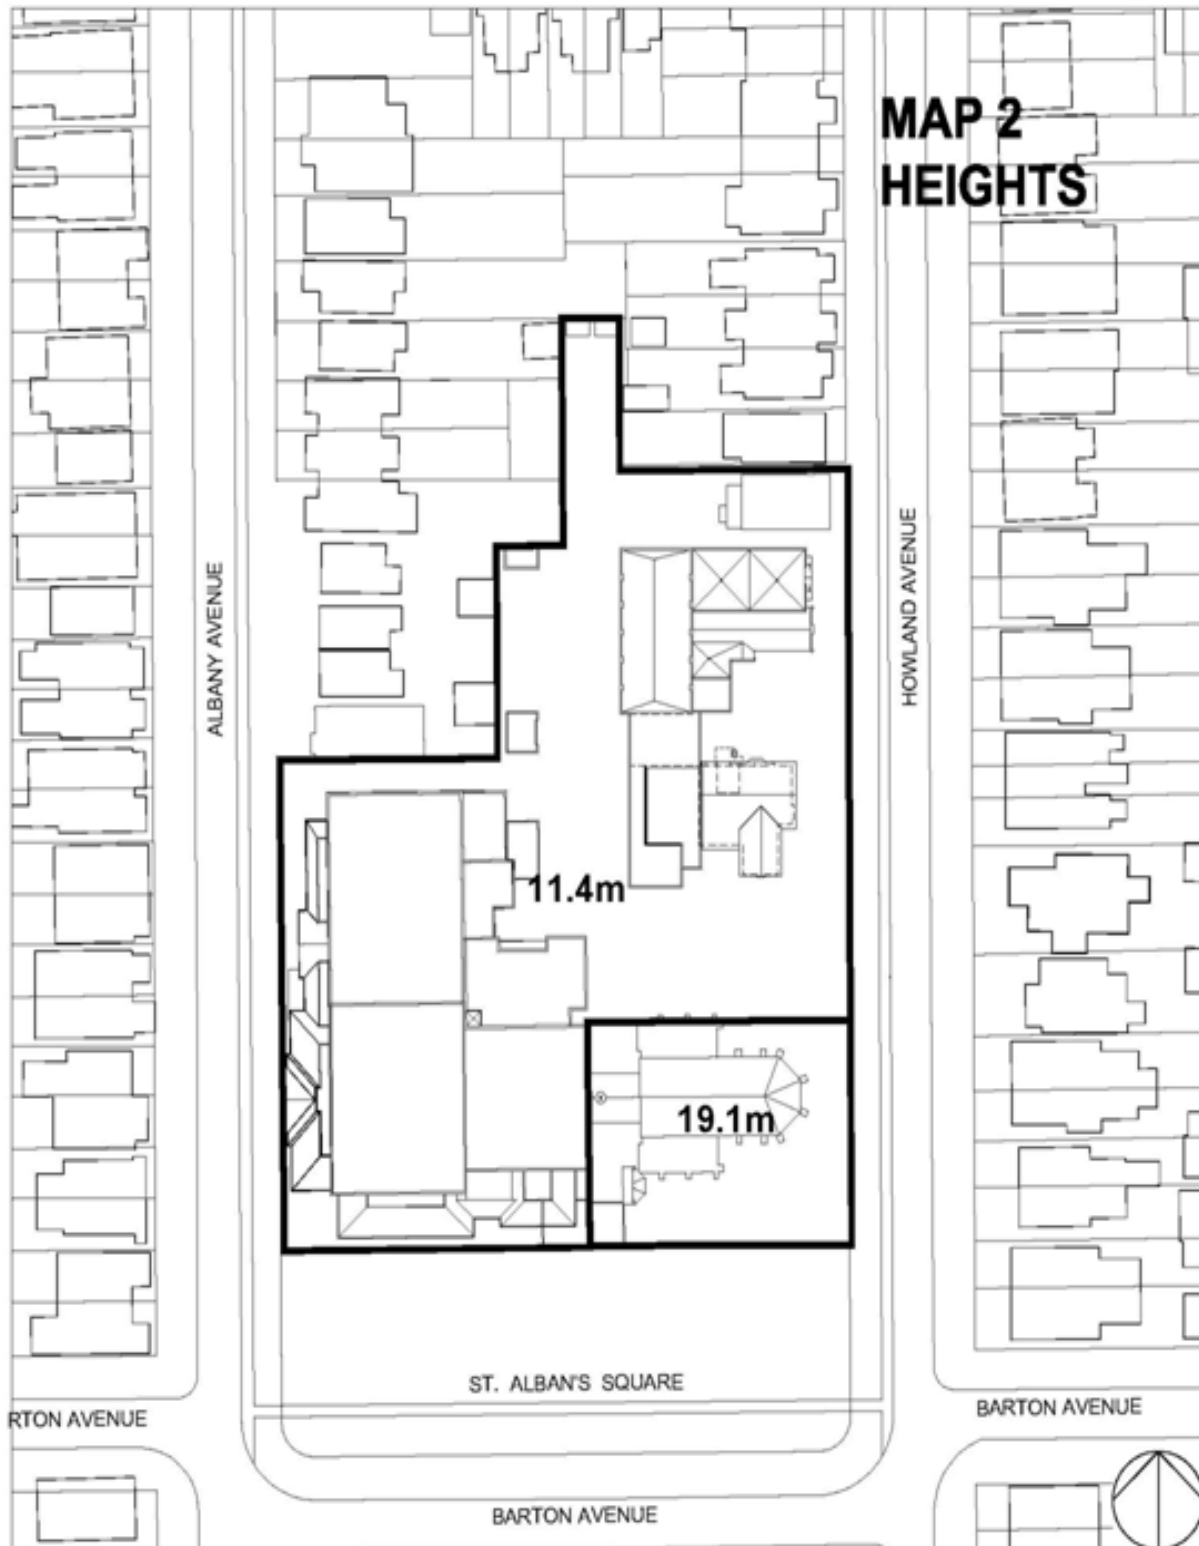 MAP 2
HEIGHTS
ALBANY AVENUE
HOWLAND AVENUE
11.4m
19.1m
ST. ALBAN'S SQUARE
RTON AVENUE
BARTON AVENUE
BARTON AVENUE